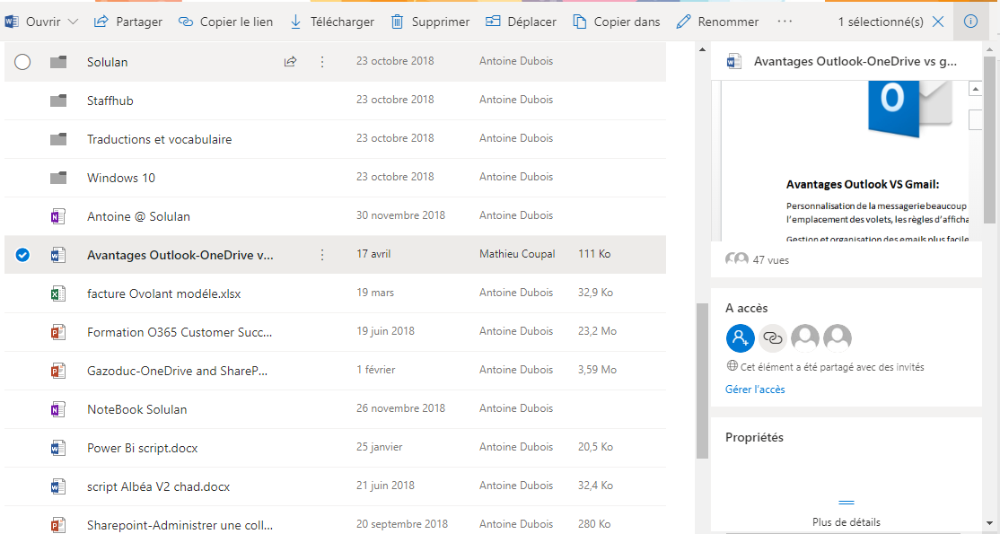 Ouvrir Partager Copier le lien Télécharger Supprimer Déplacer Copier dans Renommer ··· 1 sélectionné(s)
Solulan 23 octobre 2018 Antoine Dubois
Staffhub 23 octobre 2018 Antoine Dubois
Traductions et vocabulaire 23 octobre 2018 Antoine Dubois
Windows 10 23 octobre 2018 Antoine Dubois
Antoine @ Solulan 30 novembre 2018 Antoine Dubois
Avantages Outlook-OneDrive v... 17 avril Mathieu Coupal 111 Ko
facture Ovolant modéle.xlsx 19 mars Antoine Dubois 32,9 Ko
Formation O365 Customer Succ... 19 juin 2018 Antoine Dubois 23,2 Mo
Gazoduc-OneDrive and ShareP... 1 février Antoine Dubois 3,59 Mo
NoteBook Solulan 26 novembre 2018 Antoine Dubois
Power Bi script.docx 25 janvier Antoine Dubois 20,5 Ko
script Albéa V2 chad.docx 21 juin 2018 Antoine Dubois 32,4 Ko
Sharepoint-Administrer une coll... 20 septembre 2018 Antoine Dubois 280 Ko
Avantages Outlook-OneDrive vs g...
Avantages Outlook VS Gmail:
Personnalisation de la messagerie beaucoup
l'emplacement des volets, les règles d'afficha
Gestion et organisation des emails plus facile
47 vues
A accès
Cet élément a été partagé avec des invités
Gérer l'accès
Propriétés
Plus de détails